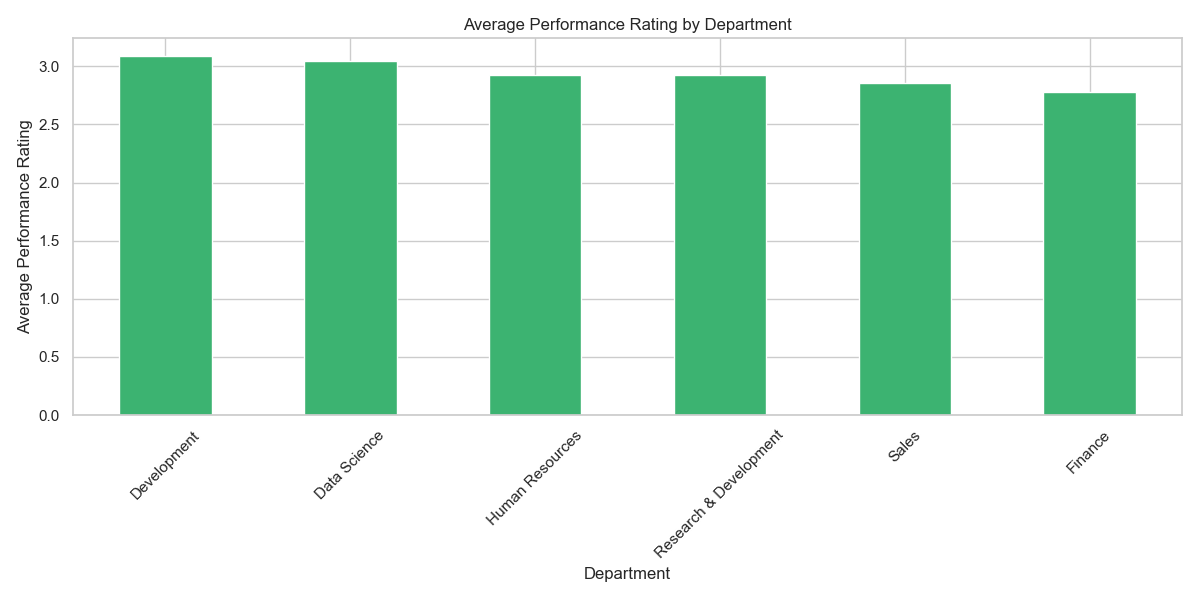 Average Performance Rating by Department
Average Performance Rating
3.0
2.5
2.0
1.5
1.0
0.5
0.0
Development
Data Science
Human Resources
Research & Development
Sales
Finance
Department